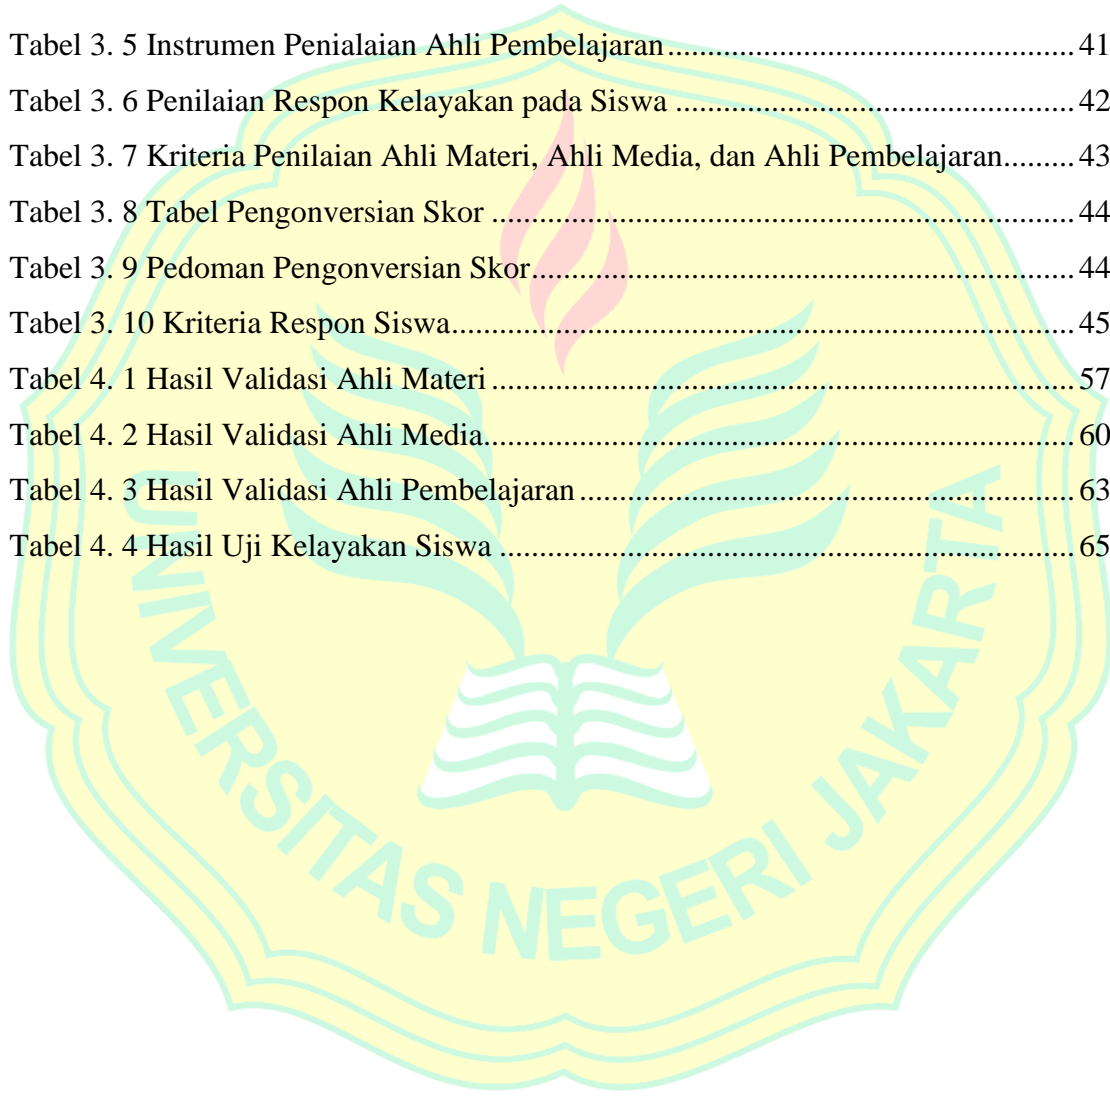 Tabel 3. 5 Instrumen Penialaian Ahli Pembelajaran.......................................................41
Tabel 3. 6 Penilaian Respon Kelayakan pada Siswa ......................................................42
Tabel 3. 7 Kriteria Penilaian Ahli Materi, Ahli Media, dan Ahli Pembelajaran.........43
Tabel 3. 8 Tabel Pengonversian Skor ..............................................................................44
Tabel 3. 9 Pedoman Pengonversian Skor.........................................................................44
Tabel 3. 10 Kriteria Respon Siswa....................................................................................45
Tabel 4. 1 Hasil Validasi Ahli Materi..............................................................................57
Tabel 4. 2 Hasil Validasi Ahli Media...............................................................................60
Tabel 4. 3 Hasil Validasi Ahli Pembelajaran...................................................................63
Tabel 4. 4 Hasil Uji Kelayakan Siswa .............................................................................65
UNIVERSITAS NEGERI JAKARTA